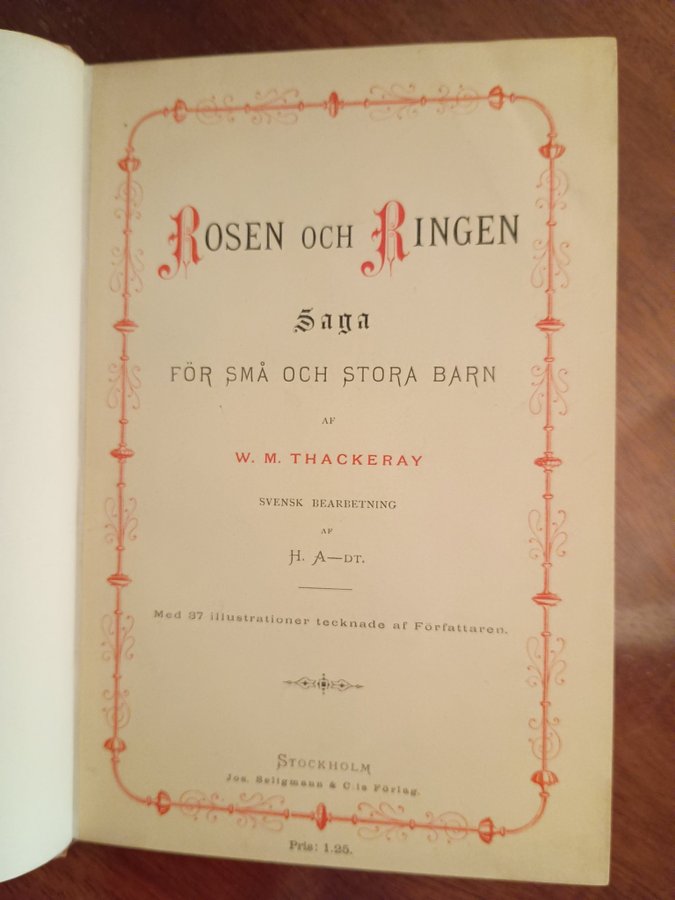 ROSEN OCH RINGEN
Saga
FÖR SMÅ OCH STORA BARN
AF
W. M. THACKERAY
SVENSK BEARBETNING
AF
H. A—DT.
Med 37 illustrationer tecknade af Författaren.
STOCKHOLM
Jos. Seligmann & C:is Förlag.
Pris: 1.25.